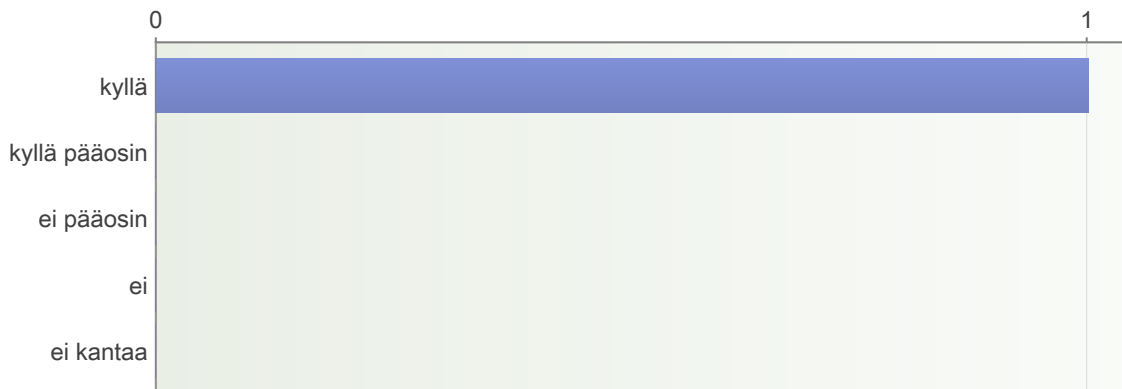 0 1
kyllä
kyllä pääosin
ei pääosin
ei
ei kantaa